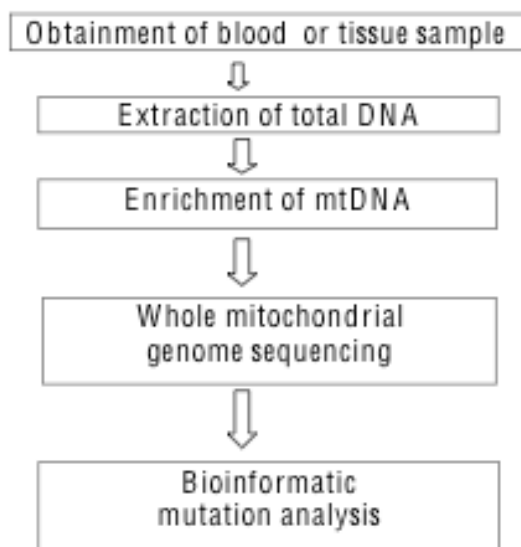 Obtainment of blood or tissue sample
Extraction of total DNA
Enrichment of mtDNA
Whole mitochondrial
genome sequencing
Bioinformatic
mutation analysis